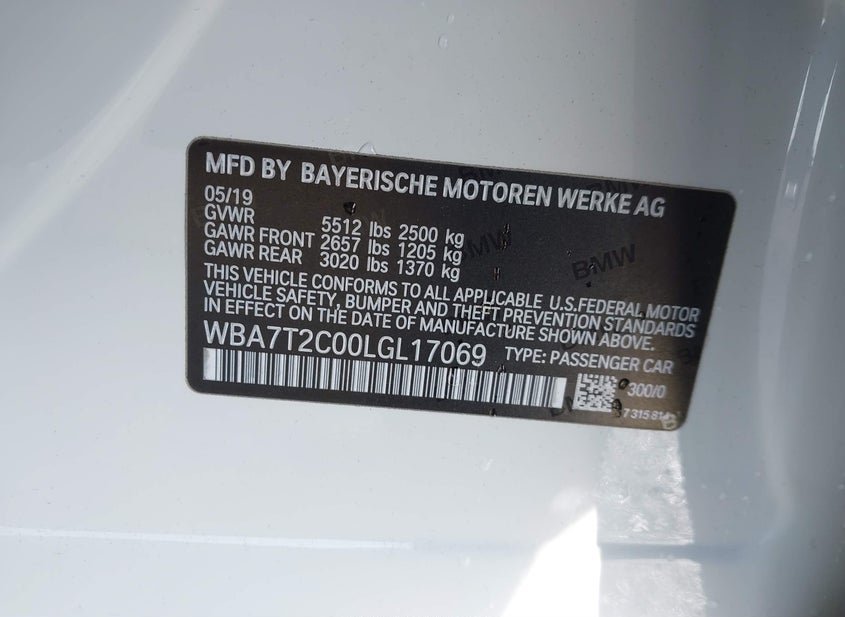 MFD BY BAYERISCHE MOTOREN WERKE AG
05/19
GVWR 5512 lbs 2500 kg
GAWR FRONT 2657 lbs 1205 kg
GAWR REAR 3020 lbs 1370 kg
THIS VEHICLE CONFORMS TO ALL APPLICABLE U.S.FEDERAL MOTOR
VEHICLE SAFETY, BUMPER AND THEFT PREVENTION STANDARDS
IN EFFECT ON THE DATE OF MANUFACTURE SHOWN ABOVE.
WBA7T2C00LGL17069 TYPE: PASSENGER CAR
300/0
BMW
BMW